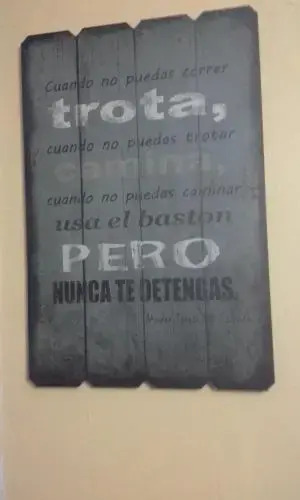 Cuando no puedas correr
trota,
cuando no puedas trotar
camina,
cuando no puedas caminar
usa el baston
PERO
NUNCA TE DETENGAS.